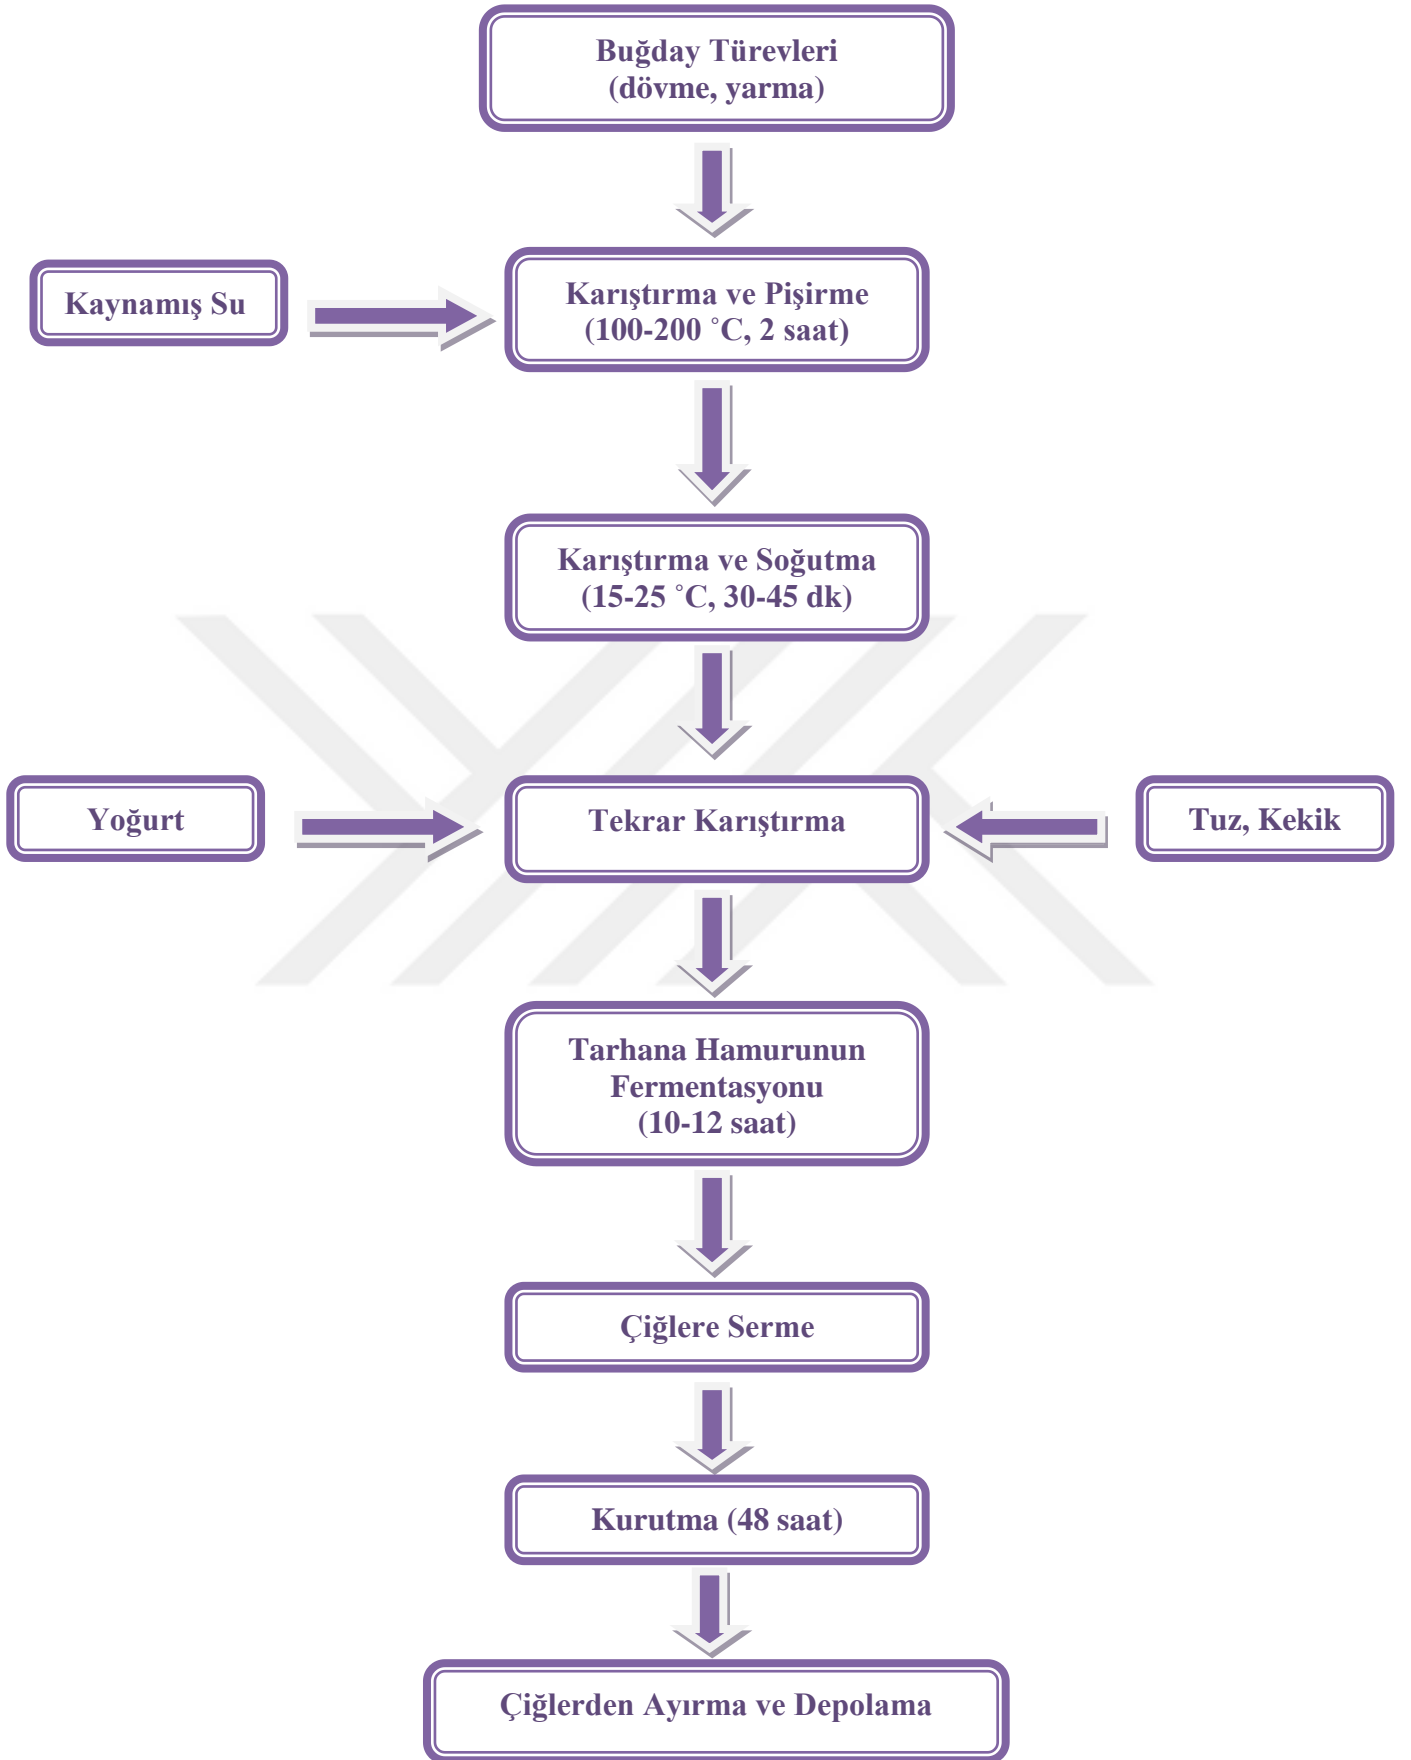 Buğday Türevleri
(dövme, yarma)
Kaynamış Su
Karıştırma ve Pişirme
(100-200 ˚C, 2 saat)
Karıştırma ve Soğutma
(15-25 ˚C, 30-45 dk)
Yoğurt
Tekrar Karıştırma
Tuz, Kekik
Tarhana Hamurunun
Fermentasyonu
(10-12 saat)
Çiğlere Serme
Kurutma (48 saat)
Çiğlerden Ayırma ve Depolama